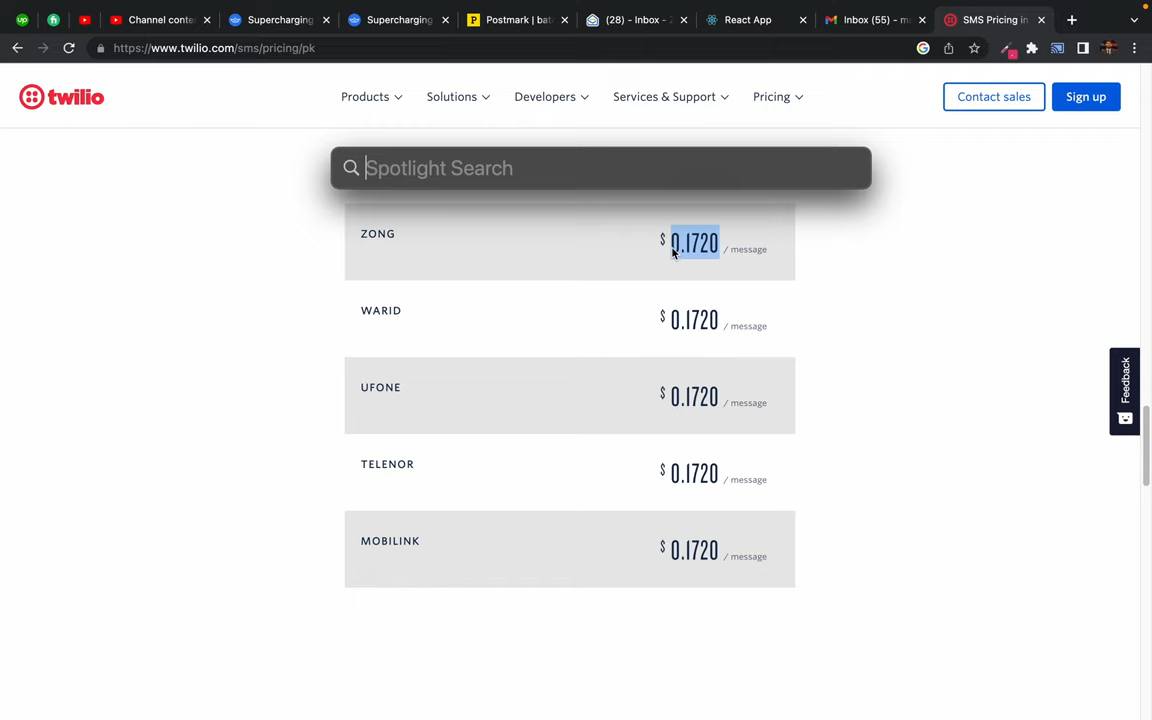 up
fi
Channel conte
Supercharging
Supercharging
P
Postmark | bat
(28) - Inbox -
React App
Inbox (55) - m
SMS Pricing in
https://www.twilio.com/sms/pricing/pk
twilio
Products
Solutions
Developers
Services & Support
Pricing
Contact sales
Sign up
Spotlight Search
ZONG
$ 0.1720 / message
WARID
$ 0.1720 / message
UFONE
$ 0.1720 / message
TELENOR
$ 0.1720 / message
MOBILINK
$ 0.1720 / message
Feedback